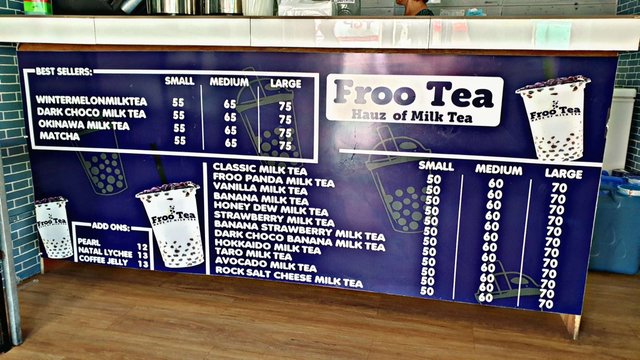 BEST SELLERS:
SMALL MEDIUM LARGE
WINTERMELONMILKTEA 55 65 75
DARK CHOCO MILK TEA 55 65 75
OKINAWA MILK TEA 55 65 75
MATCHA 55 65 75
Froo Tea
Hauz of Milk Tea
Froo Tea
SMALL MEDIUM LARGE
CLASSIC MILK TEA 50 60 70
FROO PANDA MILK TEA 50 60 70
VANILLA MILK TEA 50 60 70
BANANA MILK TEA 50 60 70
HONEY DEW MILK TEA 50 60 70
STRAWBERRY MILK TEA 50 60 70
BANANA STRAWBERRY MILK TEA 50 60 70
DARK CHOCO BANANA MILK TEA 50 60 70
HOKKAIDO MILK TEA 50 60 70
TARO MILK TEA 50 60 70
AVOCADO MILK TEA 50 60 70
ROCK SALT CHEESE MILK TEA 50 60 70
Froo Tea
Froo Tea
ADD ONS:
PEARL 12
NATAL LYCHEE 13
COFFEE JELLY 13